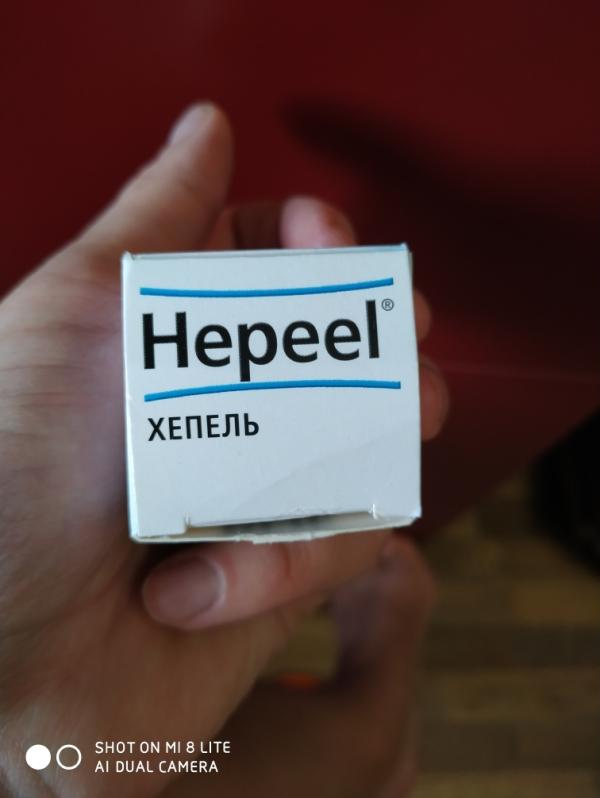 Hepeel®
ХЕПЕЛЬ
SHOT ON MI 8 LITE
AI DUAL CAMERA